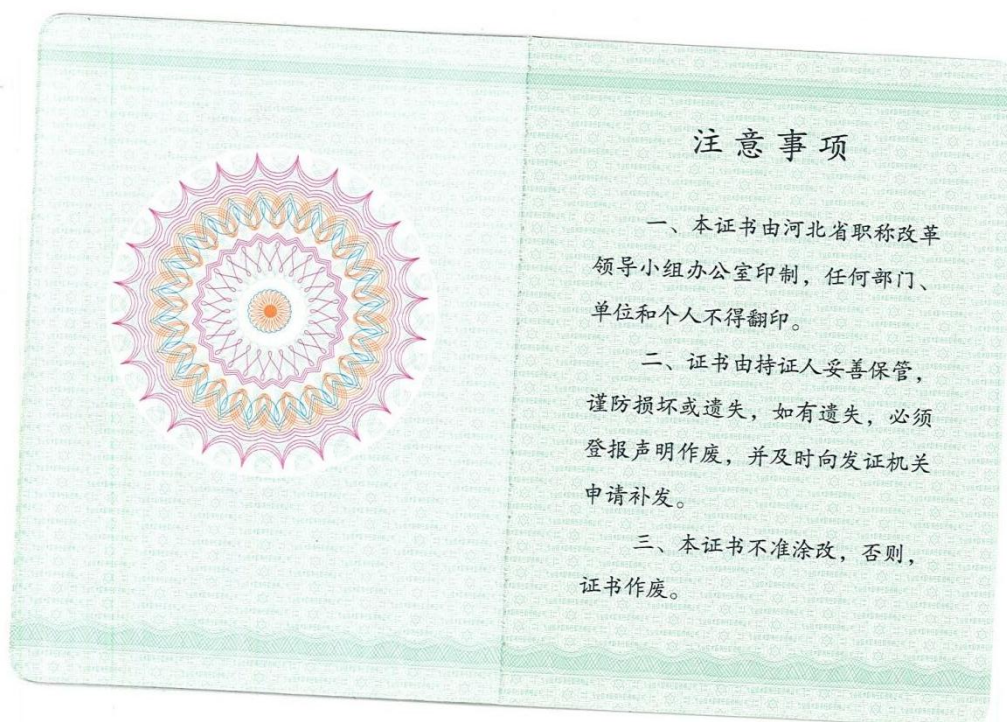 注意事项
一、本证书由河北省职称改革
领导小组办公室印制，任何部门、
单位和个人不得翻印。
二、证书由持证人妥善保管，
谨防损坏或遗失，如有遗失，必须
登报声明作废，并及时向发证机关
申请补发。
三、本证书不准涂改，否则，
证书作废。